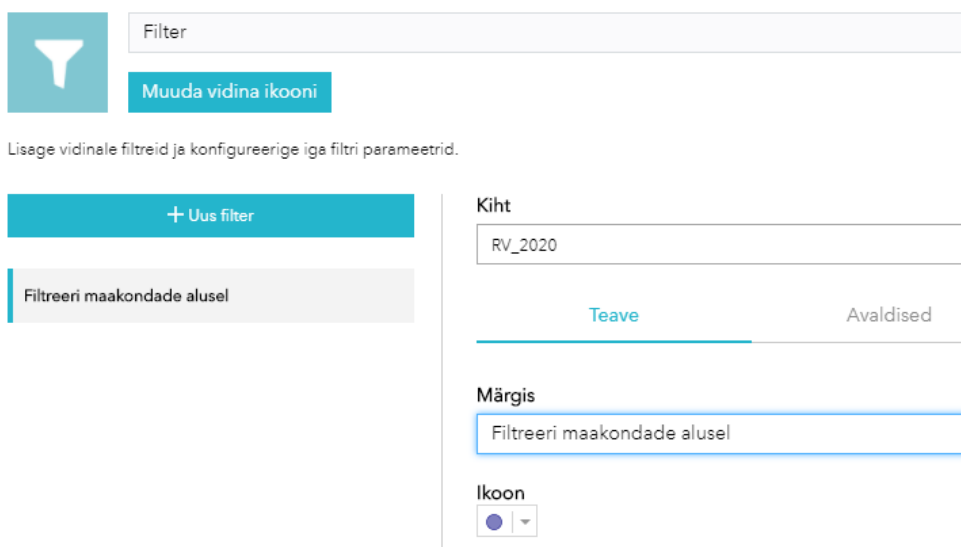 Filter
Muuda vidina ikooni
Lisage vidinale filtreid ja konfigureerige iga filtri parameetrid.
+ Uus filter
Filtreeri maakondade alusel
Kiht
RV_2020
Teave
Avaldised
Märgis
Filtreeri maakondade alusel
Ikoon